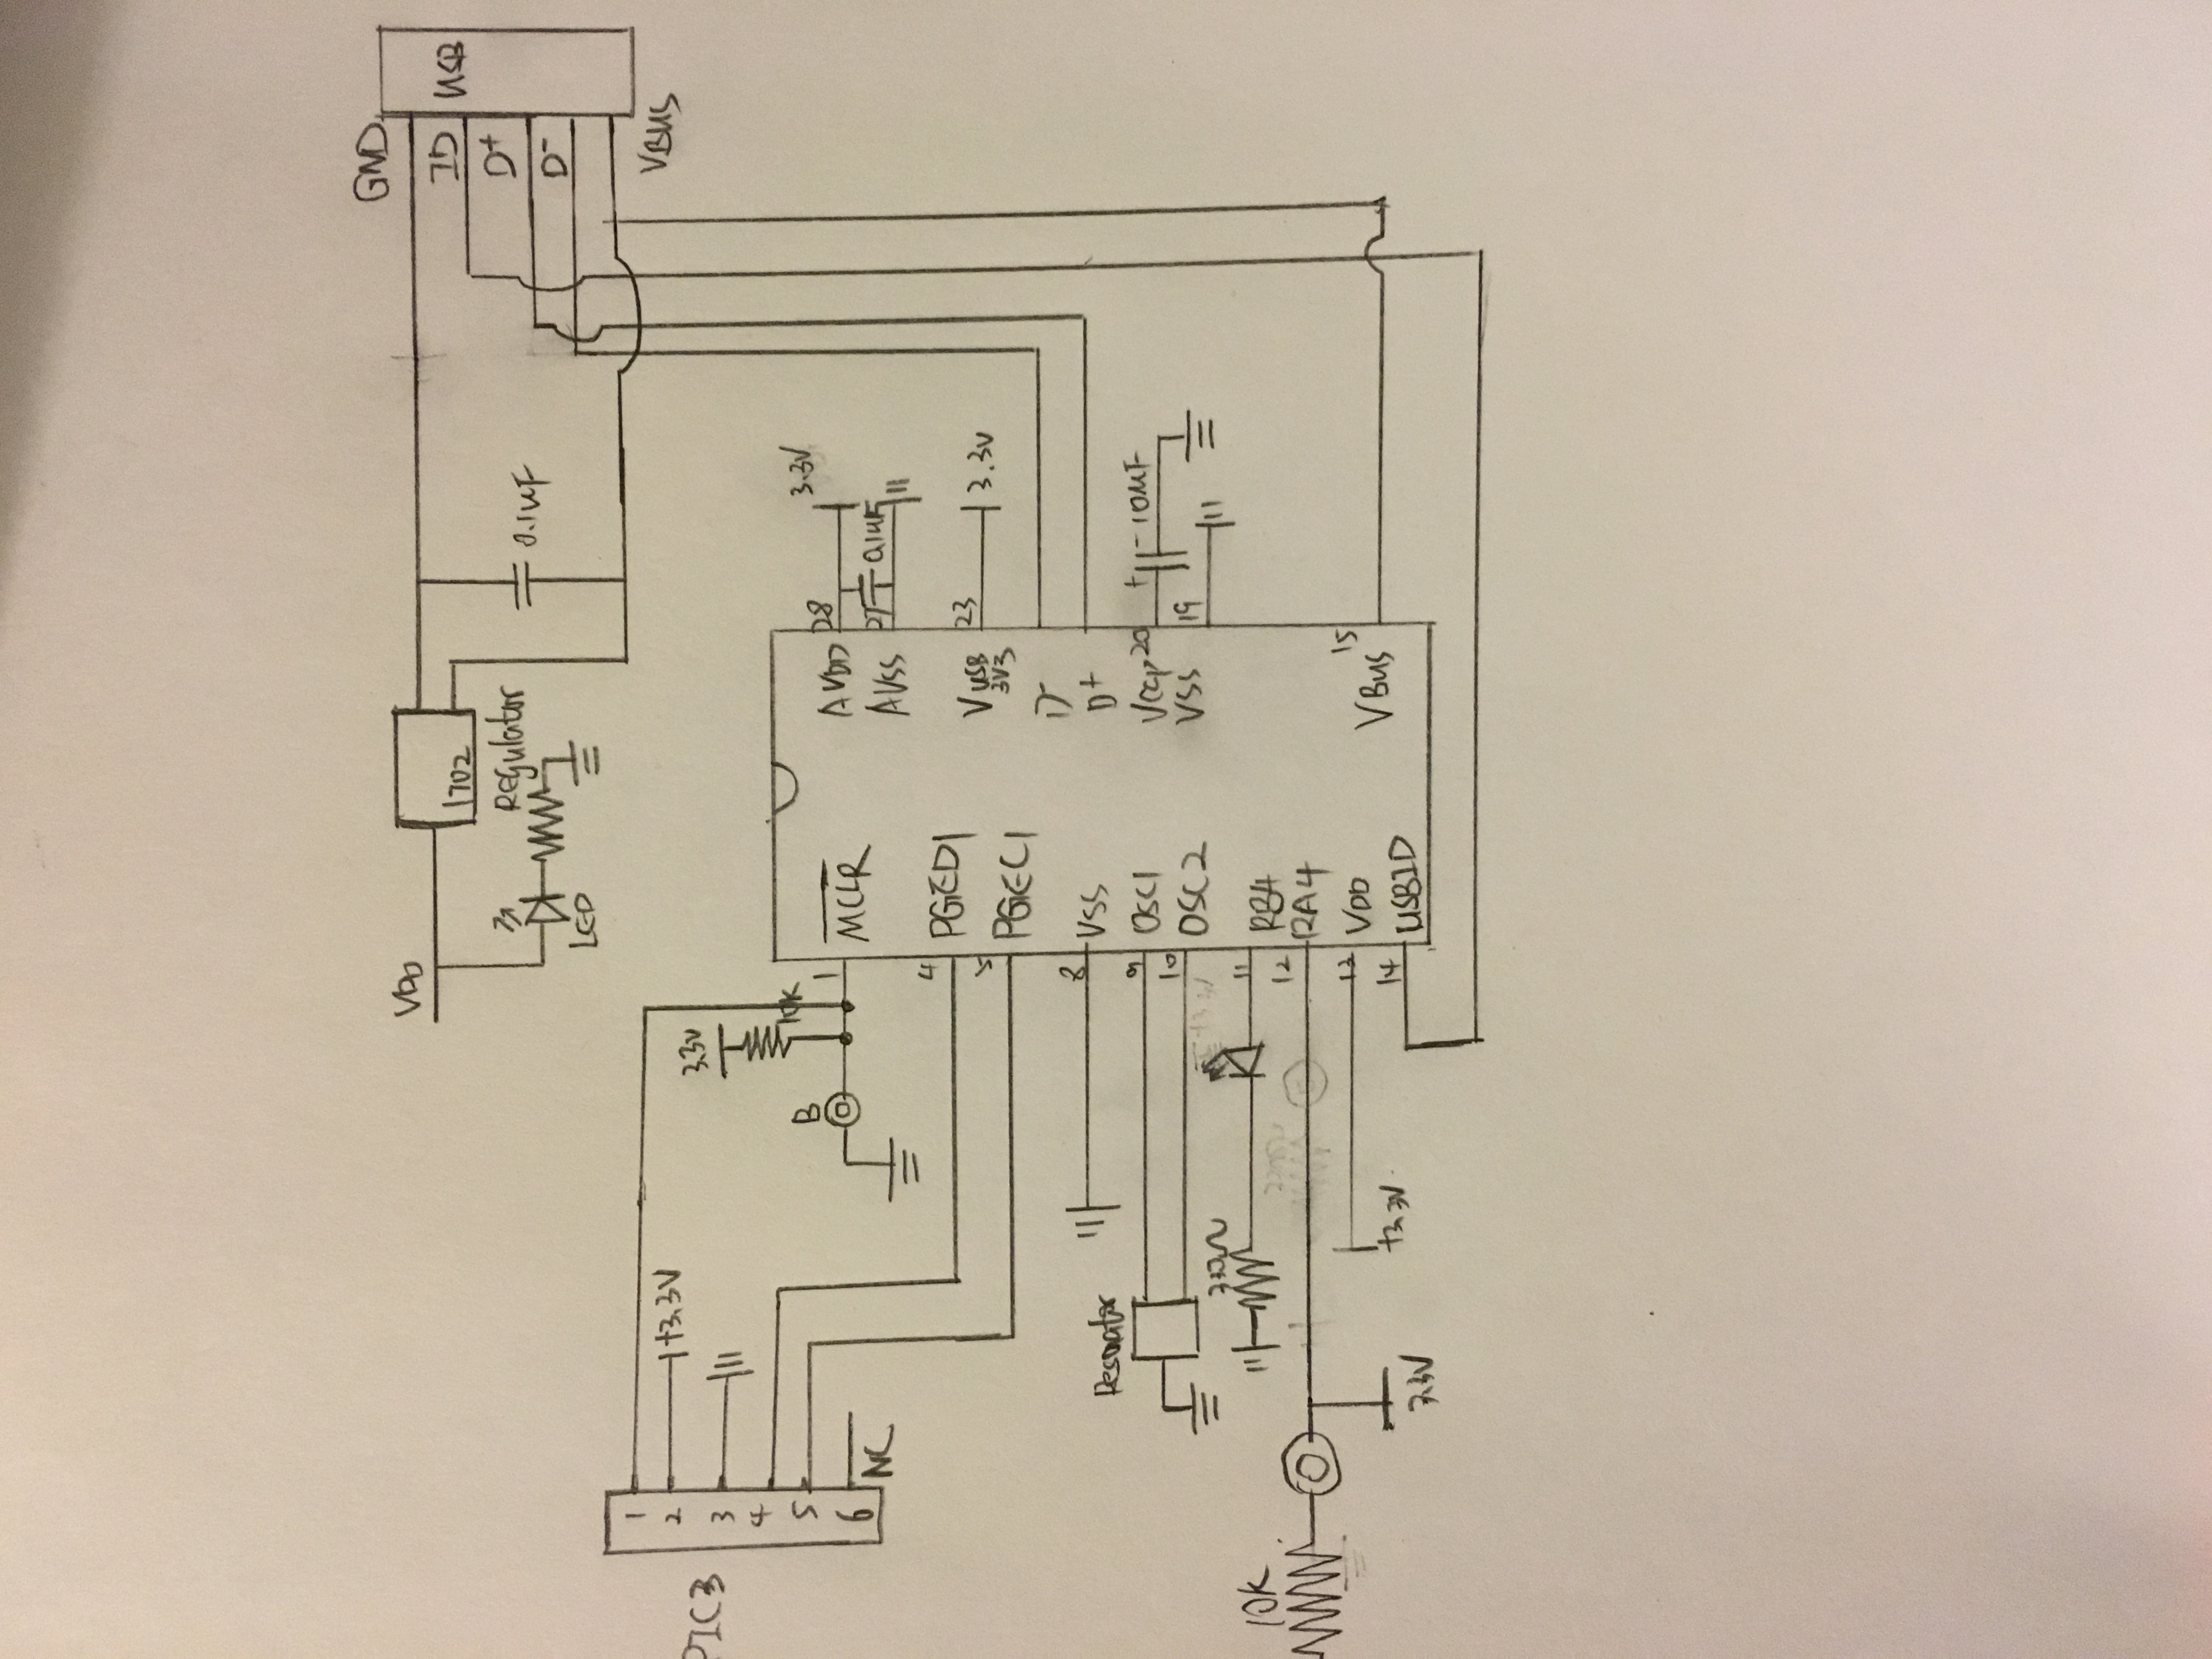 GND
ID
USB
D+
D-
VBUS
VDD
1702
Regulator
0.1uF
LED
1
2
+3.3V
3
4
5
6
NC
PIC3
3.3V
10K
B
1
MCLR
4
PGED1
5
PGEC1
8
VSS
Resonator
9
OSC1
10
OSC2
330Ω
11
RB4
10K
12
RA4
3.3V
13
VDD
+3.3V
14
USBID
AVDD
28
3.3V
AVSS
27
0.1uF
VUSB
3V3
23
3.3V
D-
D+
Vcap
20
+
-
10uF
VSS
19
VBus
15